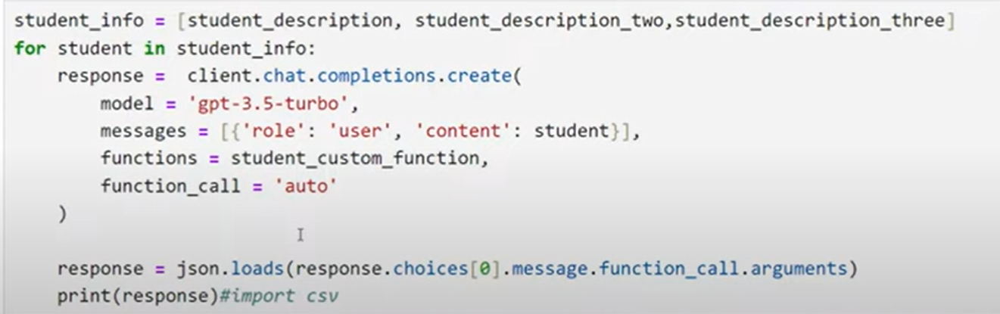 student_info = [student_description, student_description_two,student_description_three]
for student in student_info:
    response =  client.chat.completions.create(
        model = 'gpt-3.5-turbo',
        messages = [{'role': 'user', 'content': student}],
        functions = student_custom_function,
        function_call = 'auto'
    )
    response = json.loads(response.choices[0].message.function_call.arguments)
    print(response)#import csv